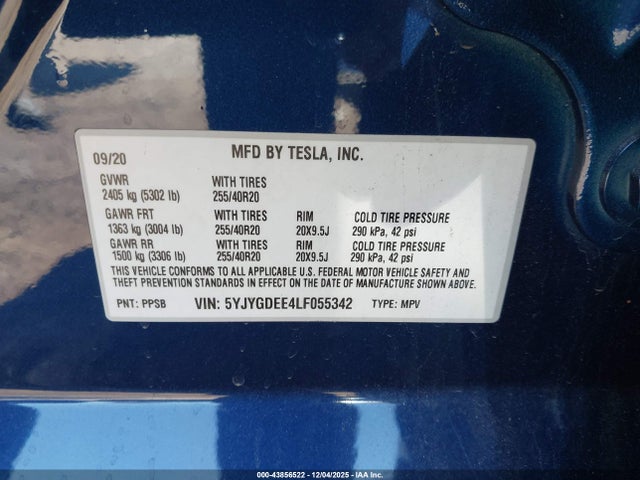 09/20 MFD BY TESLA, INC.
GVWR WITH TIRES
2405 kg (5302 lb) 255/40R20
GAWR FRT WITH TIRES RIM COLD TIRE PRESSURE
1363 kg (3004 lb) 255/40R20 20X9.5J 290 kPa, 42 psi
GAWR RR WITH TIRES RIM COLD TIRE PRESSURE
1500 kg (3306 lb) 255/40R20 20X9.5J 290 kPa, 42 psi
THIS VEHICLE CONFORMS TO ALL APPLICABLE U.S. FEDERAL MOTOR VEHICLE SAFETY AND
THEFT PREVENTION STANDARDS IN EFFECT ON THE DATE OF MANUFACTURE SHOWN ABOVE.
PNT: PPSB VIN: 5YJYGDEE4LF055342 TYPE: MPV
000-43856522 - 12/04/2025 - IAA Inc.